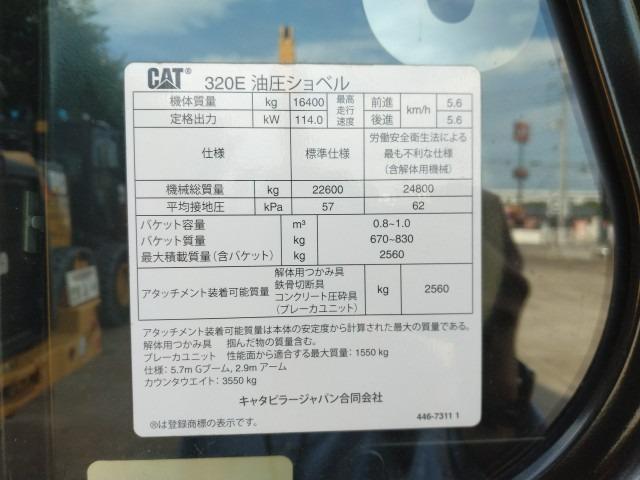 CAT® 320E 油圧ショベル
機体質量 kg 16400 最高走行速度 前進 km/h 5.6
定格出力 kW 114.0 後進 5.6
仕様 標準仕様 労働安全衛生法による
最も不利な仕様
(含解体用機械)
機械総質量 kg 22600 24800
平均接地圧 kPa 57 62
バケット容量 m³ 0.8~1.0
バケット質量 kg 670~830
最大積載質量(含バケット) kg 2560
アタッチメント装着可能質量 解体用つかみ具 kg 2560
鉄骨切断具
コンクリート圧砕具
(ブレーカユニット)
アタッチメント装着可能質量は本体の安定度から計算された最大の質量である。
解体用つかみ具 掴んだ物の質量含む。
ブレーカユニット 性能面から適合する最大質量:1550 kg
仕様:5.7m Gブーム, 2.9m アーム
カウンタウエイト:3550 kg
キャタピラージャパン合同会社
®は登録商標の表示です。 446-7311 1